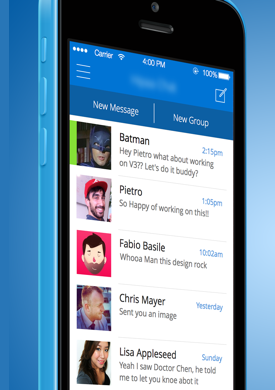 Carrier
4:00 PM
100%
New Message
New Group
Batman
2:15pm
Hey Pietro what about working
on V3?? Let's do it buddy?
Pietro
1:05pm
So Happy of working on this!!
Fabio Basile
10:02am
Whooa Man this design rock
Chris Mayer
Yesterday
Sent you an image
Lisa Appleseed
Sunday
Yeah I saw Doctor Chen, he told
me to let you knoe abot it